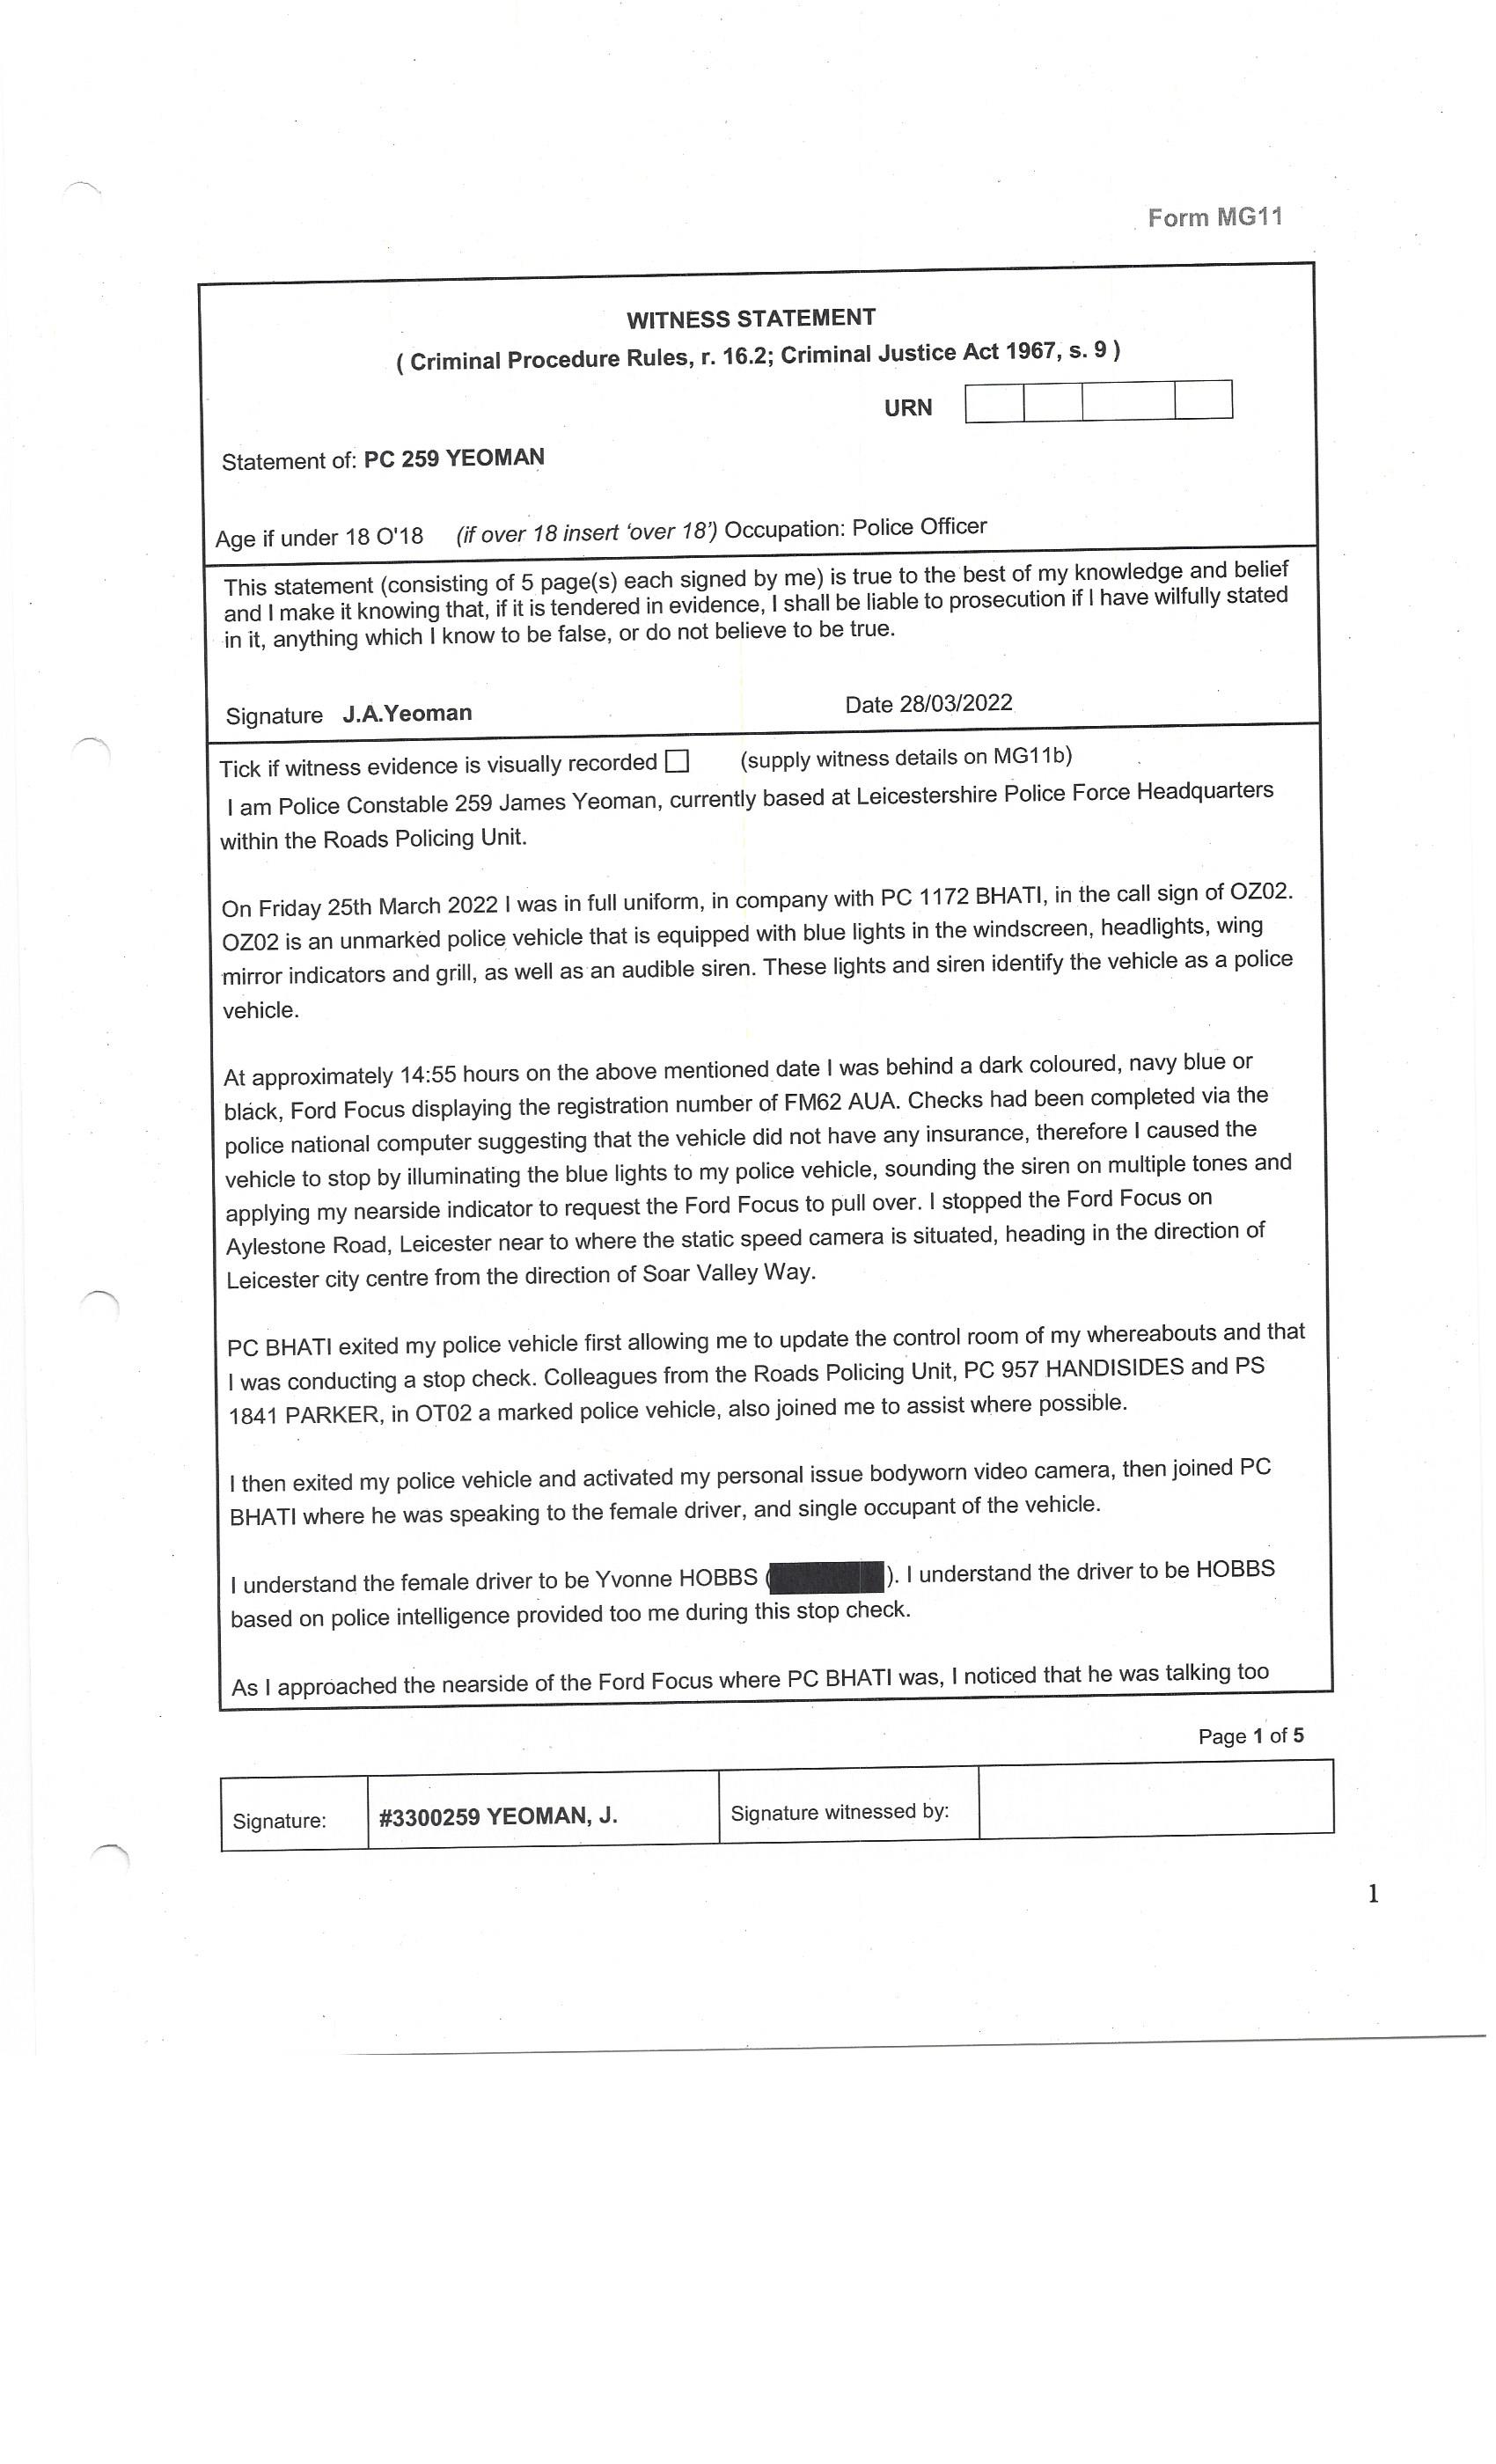 Form MG11
WITNESS STATEMENT
( Criminal Procedure Rules, r. 16.2; Criminal Justice Act 1967, s. 9 )
URN
Statement of: PC 259 YEOMAN
Age if under 18 O'18 (if over 18 insert ‘over 18’) Occupation: Police Officer
This statement (consisting of 5 page(s) each signed by me) is true to the best of my knowledge and belief
and I make it knowing that, if it is tendered in evidence, I shall be liable to prosecution if I have wilfully stated
in it, anything which I know to be false, or do not believe to be true.
Signature J.A.Yeoman Date 28/03/2022
Tick if witness evidence is visually recorded (supply witness details on MG11b)
I am Police Constable 259 James Yeoman, currently based at Leicestershire Police Force Headquarters
within the Roads Policing Unit.
On Friday 25th March 2022 I was in full uniform, in company with PC 1172 BHATI, in the call sign of OZ02.
OZ02 is an unmarked police vehicle that is equipped with blue lights in the windscreen, headlights, wing
mirror indicators and grill, as well as an audible siren. These lights and siren identify the vehicle as a police
vehicle.
At approximately 14:55 hours on the above mentioned date I was behind a dark coloured, navy blue or
black, Ford Focus displaying the registration number of FM62 AUA. Checks had been completed via the
police national computer suggesting that the vehicle did not have any insurance, therefore I caused the
vehicle to stop by illuminating the blue lights to my police vehicle, sounding the siren on multiple tones and
applying my nearside indicator to request the Ford Focus to pull over. I stopped the Ford Focus on
Aylestone Road, Leicester near to where the static speed camera is situated, heading in the direction of
Leicester city centre from the direction of Soar Valley Way.
PC BHATI exited my police vehicle first allowing me to update the control room of my whereabouts and that
I was conducting a stop check. Colleagues from the Roads Policing Unit, PC 957 HANDISIDES and PS
1841 PARKER, in OT02 a marked police vehicle, also joined me to assist where possible.
I then exited my police vehicle and activated my personal issue bodyworn video camera, then joined PC
BHATI where he was speaking to the female driver, and single occupant of the vehicle.
I understand the female driver to be Yvonne HOBBS ( ). I understand the driver to be HOBBS
based on police intelligence provided too me during this stop check.
As I approached the nearside of the Ford Focus where PC BHATI was, I noticed that he was talking too
Page 1 of 5
Signature: #3300259 YEOMAN, J. Signature witnessed by:
1